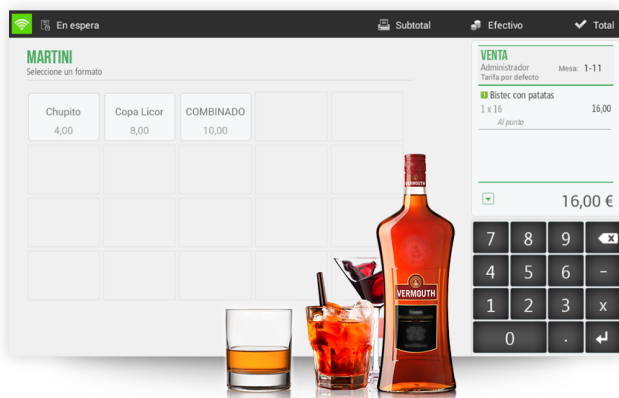 En espera
Subtotal
Efectivo
Total
MARTINI
Seleccione un formato
Chupito
4,00
Copa Licor
8,00
COMBINADO
10,00
VENTA
Administrador
Mesa: 1-11
Tarifa por defecto
Bistec con patatas
1 x 16 16,00
Al punto
16,00 €
7 8 9 x
4 5 6 -
1 2 3 x
0 .
VERMOUTH
VERMOUTH